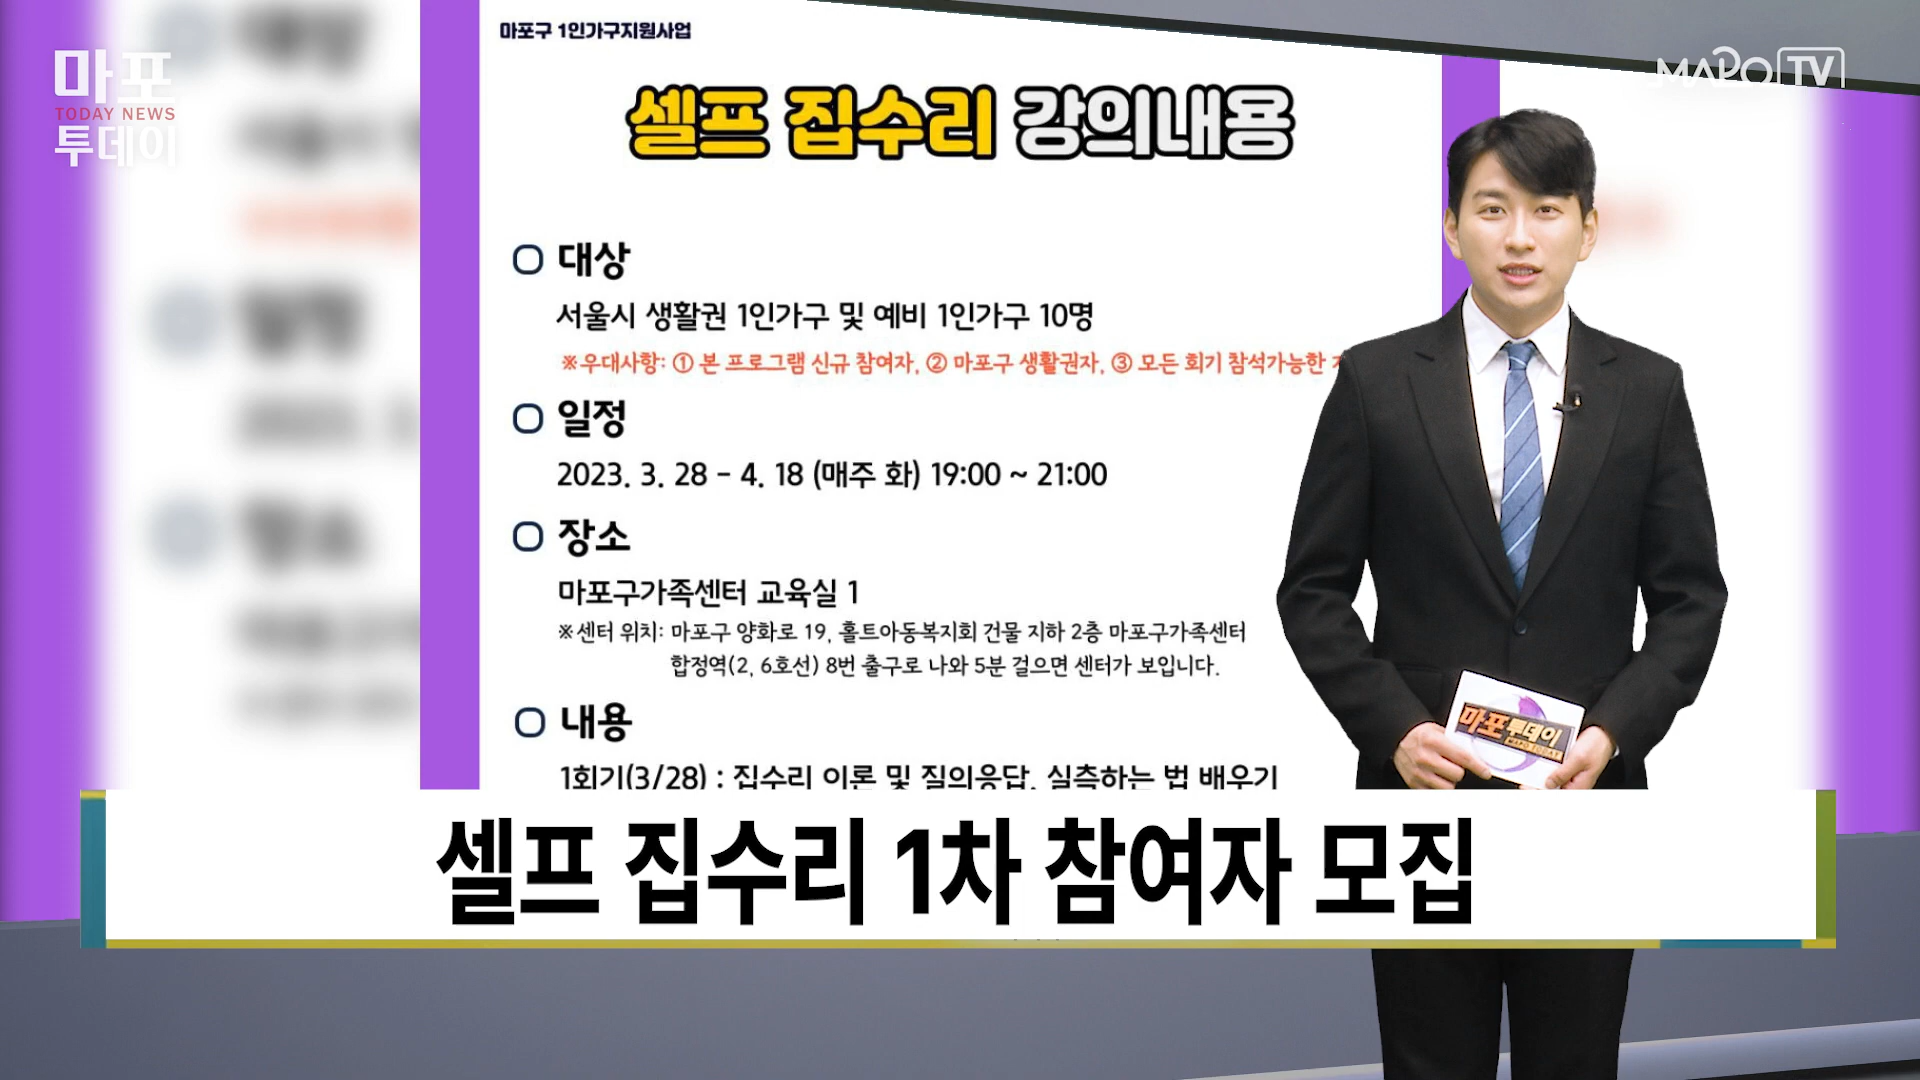 마포
TODAY NEWS
투데이
MAPO TV
마포구 1인가구지원사업
셀프 집수리 강의내용
대상
서울시 생활권 1인가구 및 예비 1인가구 10명
※우대사항: ① 본 프로그램 신규 참여자, ② 마포구 생활권자, ③ 모든 회기 참석가능한
일정
2023. 3. 28 - 4. 18 (매주 화) 19:00 ~ 21:00
장소
마포구가족센터 교육실 1
※센터 위치: 마포구 양화로 19, 홀트아동복지회 건물 지하 2층 마포구가족센터
합정역(2, 6호선) 8번 출구로 나와 5분 걸으면 센터가 보입니다.
내용
1회기(3/28) : 집수리 이론 및 질의응답, 실측하는 법 배우기
마포투데이
MAPO TODAY
셀프 집수리 1차 참여자 모집